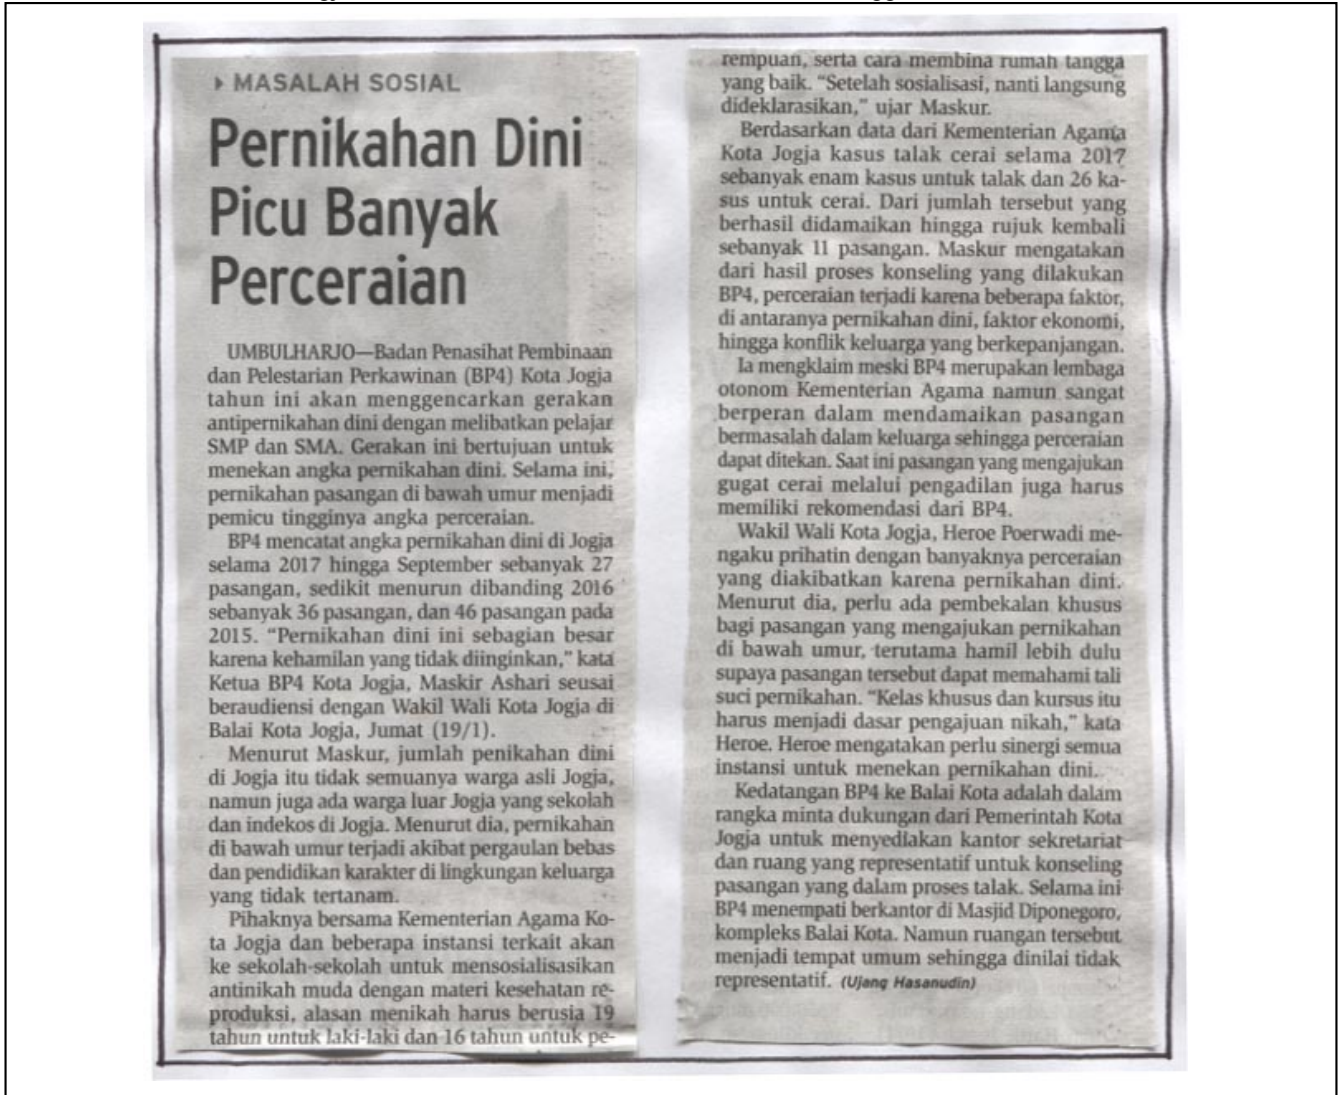 MASALAH SOSIAL
Pernikahan Dini
Picu Banyak
Perceraian
UMBULHARJO—Badan Penasihat Pembinaan
dan Pelestarian Perkawinan (BP4) Kota Jogja
tahun ini akan menggencarkan gerakan
antipernikahan dini dengan melibatkan pelajar
SMP dan SMA. Gerakan ini bertujuan untuk
menekan angka pernikahan dini. Selama ini,
pernikahan pasangan di bawah umur menjadi
pemicu tingginya angka perceraian.
BP4 mencatat angka pernikahan dini di Jogja
selama 2017 hingga September sebanyak 27
pasangan, sedikit menurun dibanding 2016
sebanyak 36 pasangan, dan 46 pasangan pada
2015. “Pernikahan dini ini sebagian besar
karena kehamilan yang tidak diinginkan,” kata
Ketua BP4 Kota Jogja, Maskir Ashari seusai
beraudiensi dengan Wakil Wali Kota Jogja di
Balai Kota Jogja, Jumat (19/1).
Menurut Maskur, jumlah penikahan dini
di Jogja itu tidak semuanya warga asli Jogja,
namun juga ada warga luar Jogja yang sekolah
dan indekos di Jogja. Menurut dia, pernikahan
di bawah umur terjadi akibat pergaulan bebas
dan pendidikan karakter di lingkungan keluarga
yang tidak tertanam.
Pihaknya bersama Kementerian Agama Ko-
ta Jogja dan beberapa instansi terkait akan
ke sekolah-sekolah untuk mensosialisasikan
antinikah muda dengan materi kesehatan re-
produksi, alasan menikah harus berusia 19
tahun untuk laki-laki dan 16 tahun untuk pe-
rempuan, serta cara membina rumah tangga
yang baik. “Setelah sosialisasi, nanti langsung
dideklarasikan,” ujar Maskur.
Berdasarkan data dari Kementerian Agama
Kota Jogja kasus talak cerai selama 2017
sebanyak enam kasus untuk talak dan 26 ka-
sus untuk cerai. Dari jumlah tersebut yang
berhasil didamaikan hingga rujuk kembali
sebanyak 11 pasangan. Maskur mengatakan
dari hasil proses konseling yang dilakukan
BP4, perceraian terjadi karena beberapa faktor,
di antaranya pernikahan dini, faktor ekonomi,
hingga konflik keluarga yang berkepanjangan.
Ia mengklaim meski BP4 merupakan lembaga
otonom Kementerian Agama namun sangat
berperan dalam mendamaikan pasangan
bermasalah dalam keluarga sehingga perceraian
dapat ditekan. Saat ini pasangan yang mengajukan
gugat cerai melalui pengadilan juga harus
memiliki rekomendasi dari BP4.
Wakil Wali Kota Jogja, Heroe Poerwadi me-
ngaku prihatin dengan banyaknya perceraian
yang diakibatkan karena pernikahan dini.
Menurut dia, perlu ada pembekalan khusus
bagi pasangan yang mengajukan pernikahan
di bawah umur, terutama hamil lebih dulu
supaya pasangan tersebut dapat memahami tali
suci pernikahan. “Kelas khusus dan kursus itu
harus menjadi dasar pengajuan nikah,” kata
Heroe. Heroe mengatakan perlu sinergi semua
instansi untuk menekan pernikahan dini.
Kedatangan BP4 ke Balai Kota adalah dalam
rangka minta dukungan dari Pemerintah Kota
Jogja untuk menyediakan kantor sekretariat
dan ruang yang representatif untuk konseling
pasangan yang dalam proses talak. Selama ini
BP4 menempati berkantor di Masjid Diponegoro,
kompleks Balai Kota. Namun ruangan tersebut
menjadi tempat umum sehingga dinilai tidak
representatif. (Ujang Hasanudin)